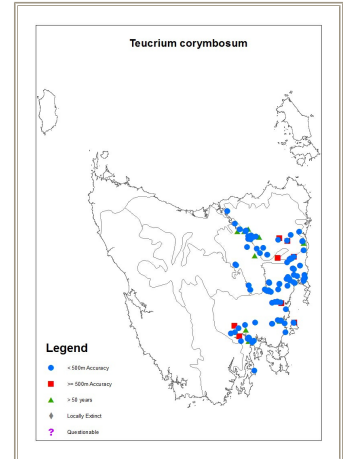 Teucrium corymbosum
Legend
< 500m Accuracy
>= 500m Accuracy
> 50 years
Locally Extinct
? Questionable